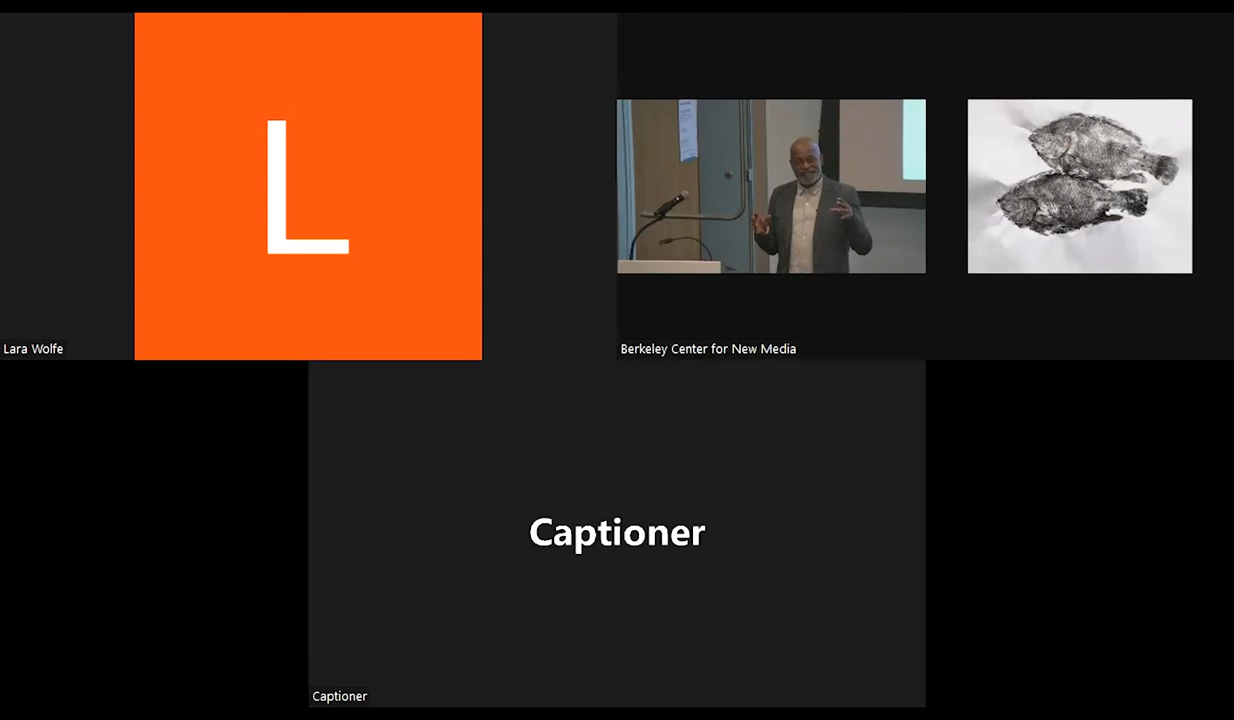 L
Lara Wolfe
Berkeley Center for New Media
Captioner
Captioner